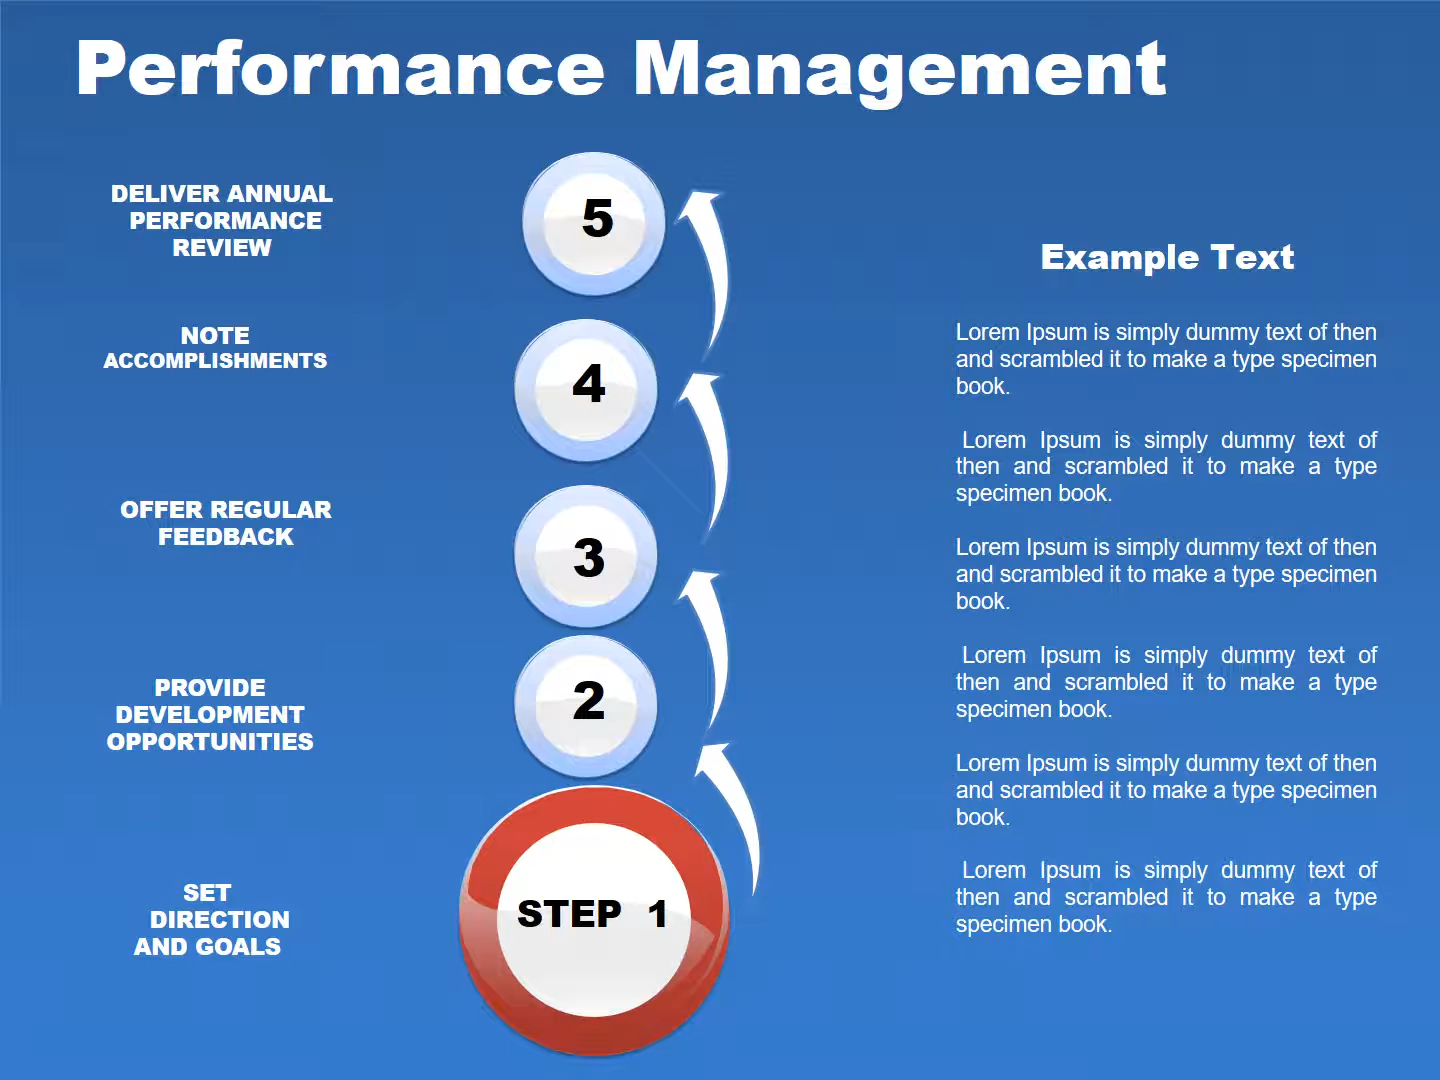 Performance Management
DELIVER ANNUAL
PERFORMANCE
REVIEW
5
NOTE
ACCOMPLISHMENTS
4
OFFER REGULAR
FEEDBACK
3
PROVIDE
DEVELOPMENT
OPPORTUNITIES
2
SET
DIRECTION
AND GOALS
STEP 1
Example Text
Lorem Ipsum is simply dummy text of then
and scrambled it to make a type specimen
book.
Lorem Ipsum is simply dummy text of
then and scrambled it to make a type
specimen book.
Lorem Ipsum is simply dummy text of then
and scrambled it to make a type specimen
book.
Lorem Ipsum is simply dummy text of
then and scrambled it to make a type
specimen book.
Lorem Ipsum is simply dummy text of then
and scrambled it to make a type specimen
book.
Lorem Ipsum is simply dummy text of
then and scrambled it to make a type
specimen book.